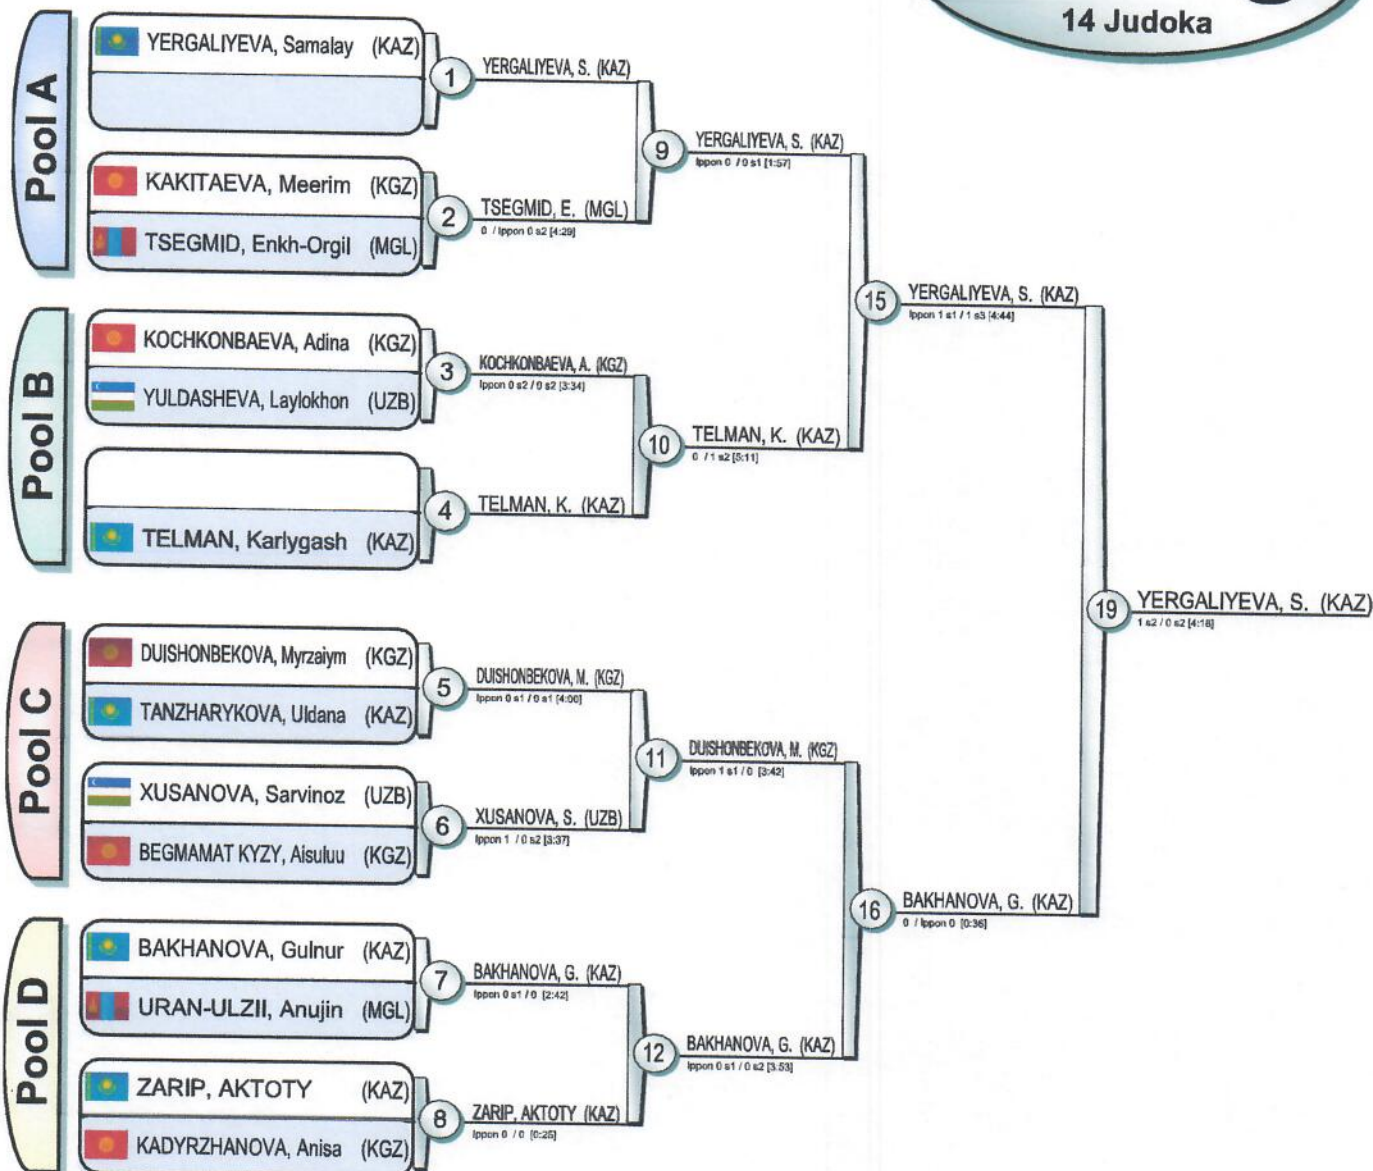 14 Judoka
Pool A
YERGALIYEVA, Samalay (KAZ)
1
YERGALIYEVA, S. (KAZ)
KAKITAEVA, Meerim (KGZ)
TSEGMID, Enkh-Orgil (MGL)
2
TSEGMID, E. (MGL)
0 / Ippon 0 s2 [4:29]
9
YERGALIYEVA, S. (KAZ)
Ippon 0 / 0 s1 [1:57]
Pool B
KOCHKONBAEVA, Adina (KGZ)
YULDASHEVA, Laylokhon (UZB)
3
KOCHKONBAEVA, A. (KGZ)
Ippon 0 s2 / 0 s2 [3:34]
TELMAN, Karlygash (KAZ)
4
TELMAN, K. (KAZ)
10
TELMAN, K. (KAZ)
0 / 1 s2 [5:11]
15
YERGALIYEVA, S. (KAZ)
Ippon 1 s1 / 1 s3 [4:44]
Pool C
DUISHONBEKOVA, Myrzaiym (KGZ)
TANZHARYKOVA, Uldana (KAZ)
5
DUISHONBEKOVA, M. (KGZ)
Ippon 0 s1 / 0 s1 [4:00]
XUSANOVA, Sarvinoz (UZB)
BEGMAMAT KYZY, Aisuluu (KGZ)
6
XUSANOVA, S. (UZB)
Ippon 1 / 0 s2 [3:37]
11
DUISHONBEKOVA, M. (KGZ)
Ippon 1 s1 / 0 [3:42]
Pool D
BAKHANOVA, Gulnur (KAZ)
URAN-ULZII, Anujin (MGL)
7
BAKHANOVA, G. (KAZ)
Ippon 0 s1 / 0 [2:42]
ZARIP, AKTOTY (KAZ)
KADYRZHANOVA, Anisa (KGZ)
8
ZARIP, AKTOTY (KAZ)
Ippon 0 / 0 [0:25]
12
BAKHANOVA, G. (KAZ)
Ippon 0 s1 / 0 s2 [3:53]
16
BAKHANOVA, G. (KAZ)
0 / Ippon 0 [0:36]
19
YERGALIYEVA, S. (KAZ)
1 s2 / 0 s2 [4:18]